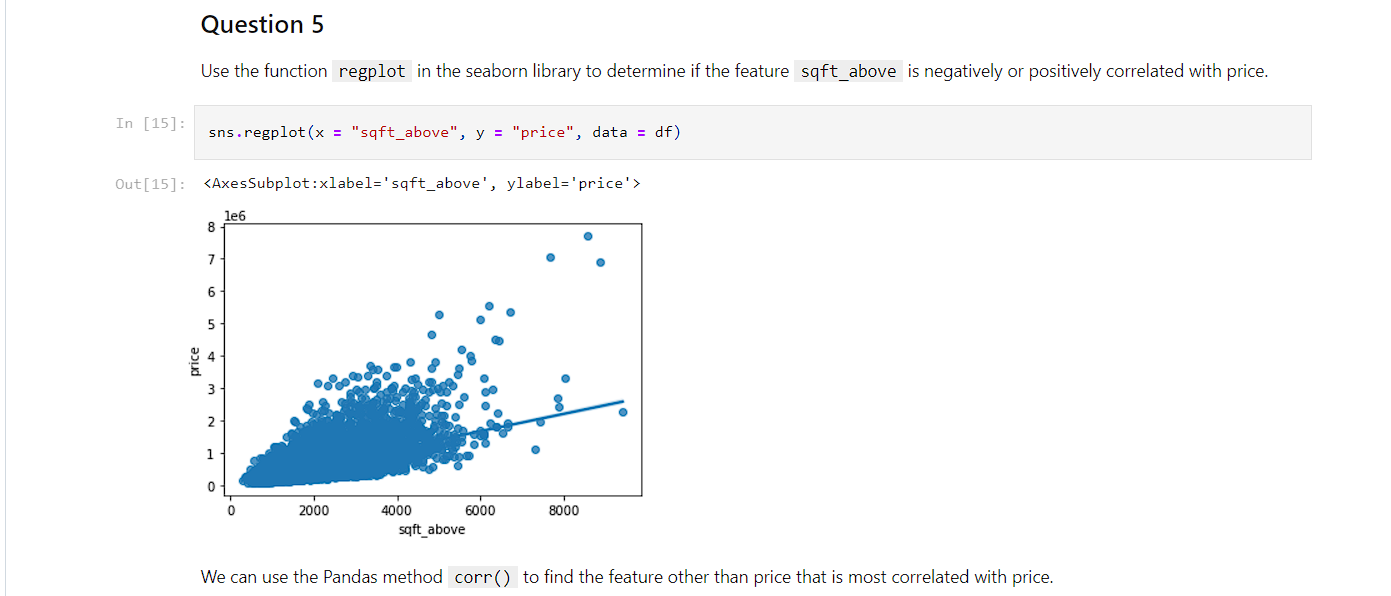 Question 5
Use the function regplot in the seaborn library to determine if the feature sqft_above is negatively or positively correlated with price.
In [15]: sns.regplot(x = "sqft_above", y = "price", data = df)
Out[15]: <AxesSubplot:xlabel='sqft_above', ylabel='price'>
1e6
8
7
6
5
4
3
2
1
0
price
0 2000 4000 6000 8000
sqft_above
We can use the Pandas method corr() to find the feature other than price that is most correlated with price.